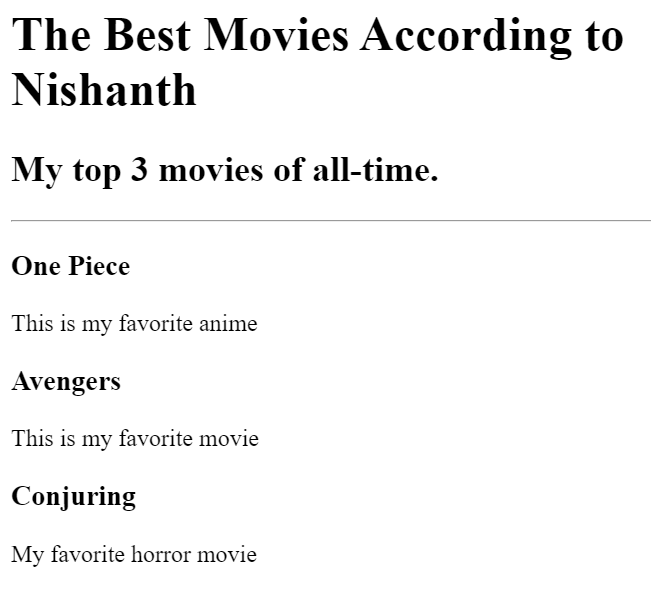 The Best Movies According to
Nishanth
My top 3 movies of all-time.
One Piece
This is my favorite anime
Avengers
This is my favorite movie
Conjuring
My favorite horror movie